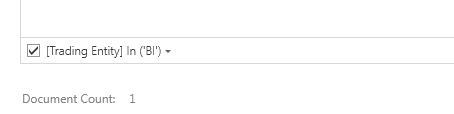 [Trading Entity] In ('BI')
Document Count: 1